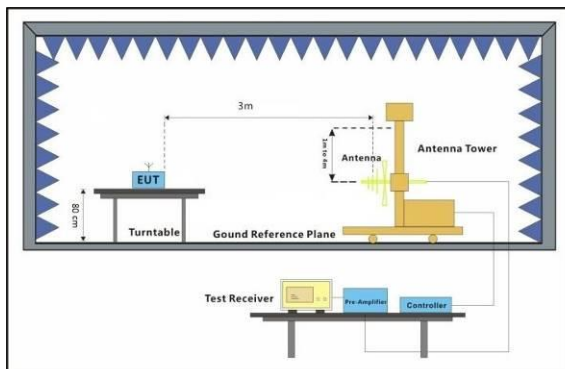 3m
1m to 4m
Antenna
Antenna Tower
EUT
80 cm
Turntable
Gound Reference Plane
Test Receiver
Pre-Amplifier
Controller